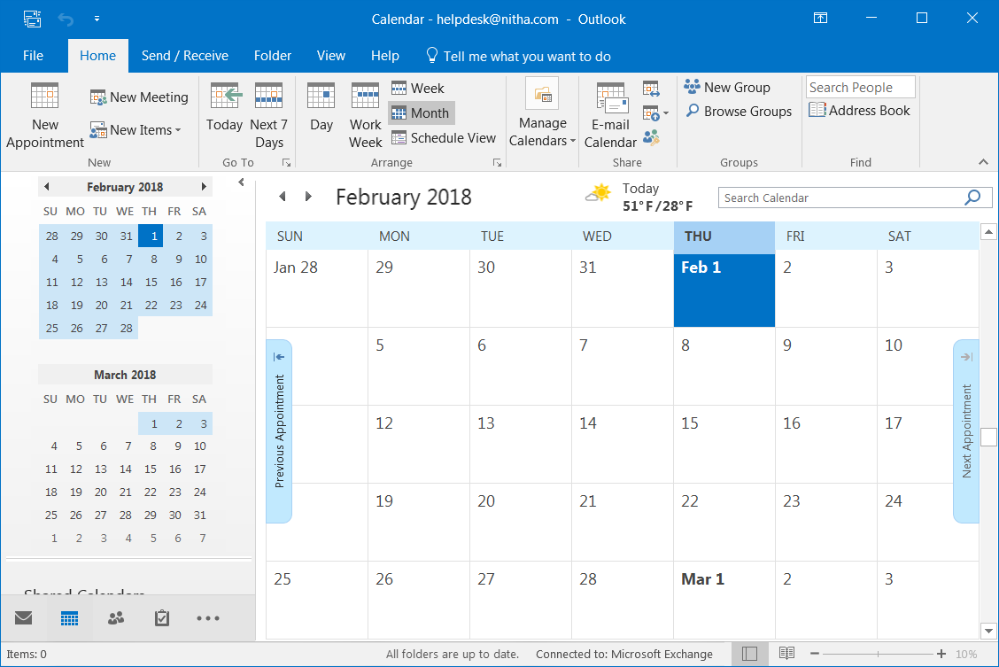 Calendar - helpdesk@nitha.com - Outlook
File Home Send / Receive Folder View Help Tell me what you want to do
New Appointment
New Meeting
New Items
New
Today
Next 7 Days
Go To
Day
Work Week
Week
Month
Schedule View
Arrange
Manage Calendars
E-mail Calendar
Share
New Group
Browse Groups
Groups
Search People
Address Book
Find
February 2018
SU MO TU WE TH FR SA
28 29 30 31 1 2 3
4 5 6 7 8 9 10
11 12 13 14 15 16 17
18 19 20 21 22 23 24
25 26 27 28
March 2018
SU MO TU WE TH FR SA
1 2 3
4 5 6 7 8 9 10
11 12 13 14 15 16 17
18 19 20 21 22 23 24
25 26 27 28 29 30 31
1 2 3 4 5 6 7
Shared Calendars
February 2018
Today
51°F/28°F
Search Calendar
SUN MON TUE WED THU FRI SAT
Jan 28 29 30 31 Feb 1 2 3
5 6 7 8 9 10
12 13 14 15 16 17
19 20 21 22 23 24
25 26 27 28 Mar 1 2 3
Previous Appointment
Next Appointment
Items: 0
All folders are up to date.
Connected to: Microsoft Exchange
10%